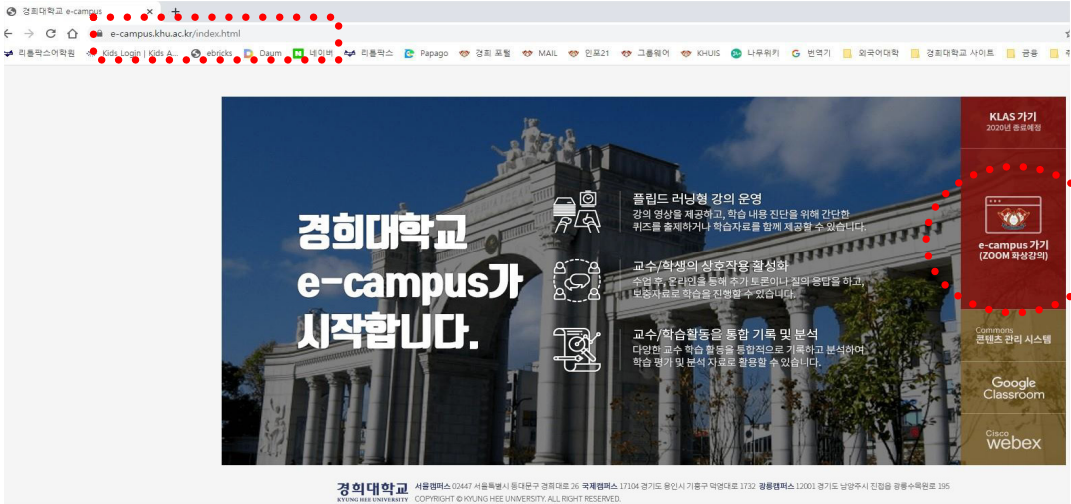 경희대학교 e-campus
e-campus.khu.ac.kr/index.html
리틀팍스어학원 Kids Login | Kids A... ebricks Daum 네이버 리틀팍스 Papago 경희 포털 MAIL 인포21 그룹웨어 KHUIS 나무위키 번역기 외국어대학 경희대학교 사이트 금융
KLAS 가기
2020년 종료예정
경희대학교
e-campus가
시작합니다.
플립드 러닝형 강의 운영
강의 영상을 제공하고, 학습 내용 진단을 위해 간단한
퀴즈를 출제하거나 학습자료를 함께 제공할 수 있습니다.
교수/학생의 상호작용 활성화
수업 후, 온라인을 통해 추가 토론이나 질의 응답을 하고,
보충자료로 학습을 진행할 수 있습니다.
교수/학습활동을 통합 기록 및 분석
다양한 교수 학습 활동을 통합적으로 기록하고 분석하여
학습 평가 및 분석 자료로 활용할 수 있습니다.
e-campus 가기
(ZOOM 화상강의)
Commons
콘텐츠 관리 시스템
Google
Classroom
Cisco
webex
경희대학교
KYUNG HEE UNIVERSITY
서울캠퍼스 02447 서울특별시 동대문구 경희대로 26 국제캠퍼스 17104 경기도 용인시 기흥구 덕영대로 1732 광릉캠퍼스 12001 경기도 남양주시 진접읍 광릉수목원로 195
COPYRIGHT © KYUNG HEE UNIVERSITY. ALL RIGHT RESERVED.